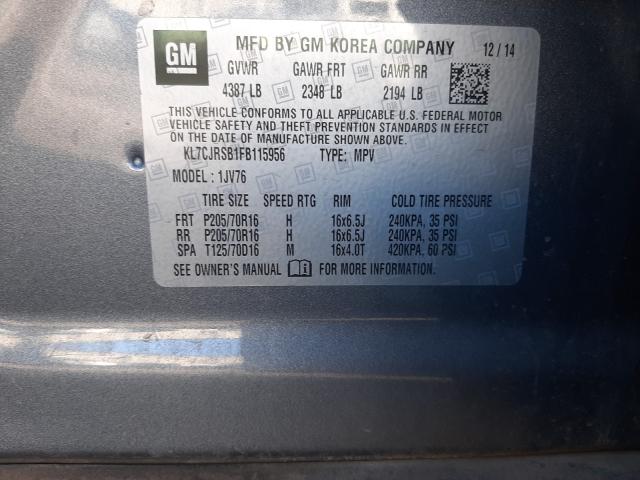 GM MFD BY GM KOREA COMPANY 12/14
GVWR GAWR FRT GAWR RR
4387 LB 2348 LB 2194 LB
THIS VEHICLE CONFORMS TO ALL APPLICABLE U.S. FEDERAL MOTOR
VEHICLE SAFETY AND THEFT PREVENTION STANDARDS IN EFFECT
ON THE DATE OF MANUFACTURE SHOWN ABOVE.
KL7CJRSB1FB115956 TYPE: MPV
MODEL : 1JV76
TIRE SIZE SPEED RTG RIM COLD TIRE PRESSURE
FRT P205/70R16 H 16x6.5J 240KPA, 35 PSI
RR P205/70R16 H 16x6.5J 240KPA, 35 PSI
SPA T125/70D16 M 16x4.0T 420KPA, 60 PSI
SEE OWNER'S MANUAL FOR MORE INFORMATION